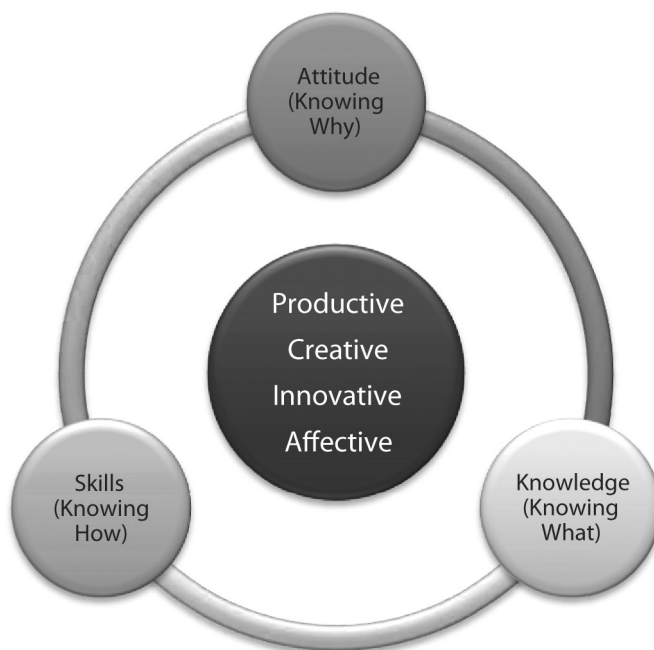 Attitude
(Knowing
Why)
Productive
Creative
Innovative
Affective
Skills
(Knowing
How)
Knowledge
(Knowing
What)